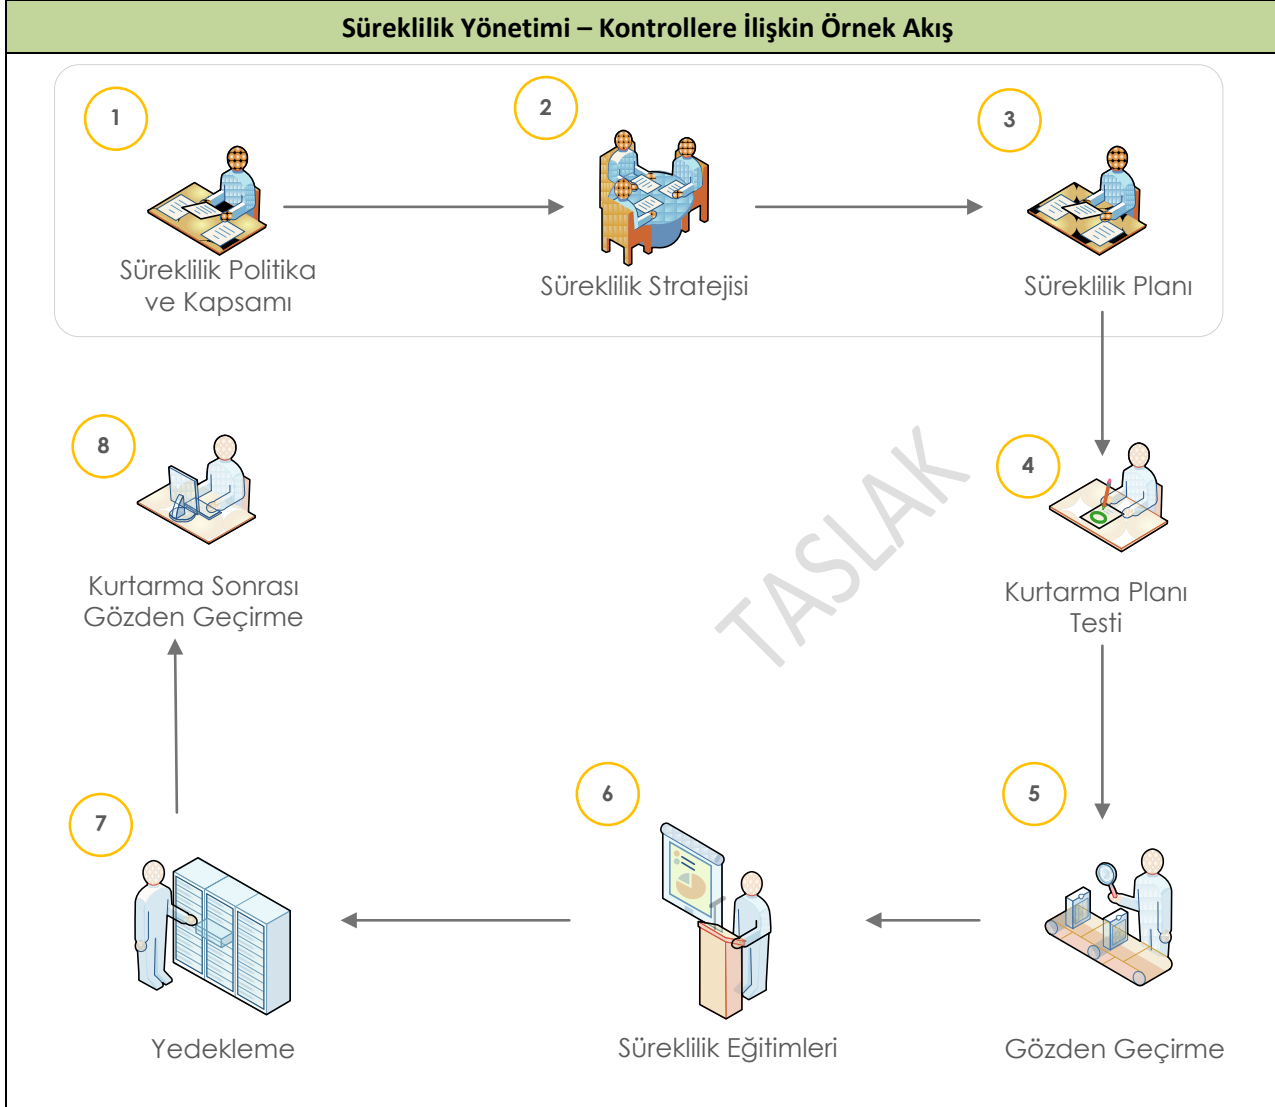 Süreklilik Yönetimi – Kontrollere İlişkin Örnek Akış
1
2
3
Süreklilik Politika
ve Kapsamı
Süreklilik Stratejisi
Süreklilik Planı
8
4
TASLAK
Kurtarma Sonrası
Gözden Geçirme
Kurtarma Planı
Testi
7
6
5
Yedekleme
Süreklilik Eğitimleri
Gözden Geçirme